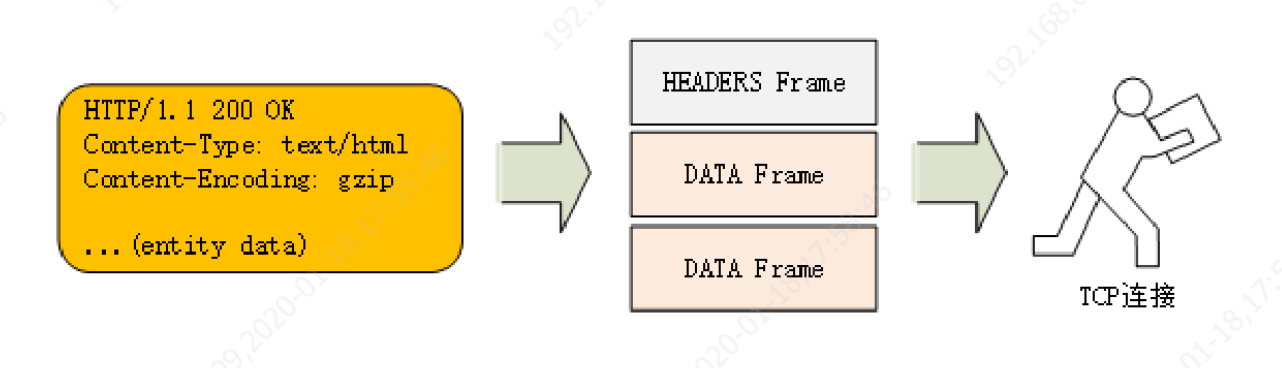 HTTP/1.1 200 OK
Content-Type: text/html
Content-Encoding: gzip
...(entity data)
HEADERS Frame
DATA Frame
DATA Frame
TCP连接